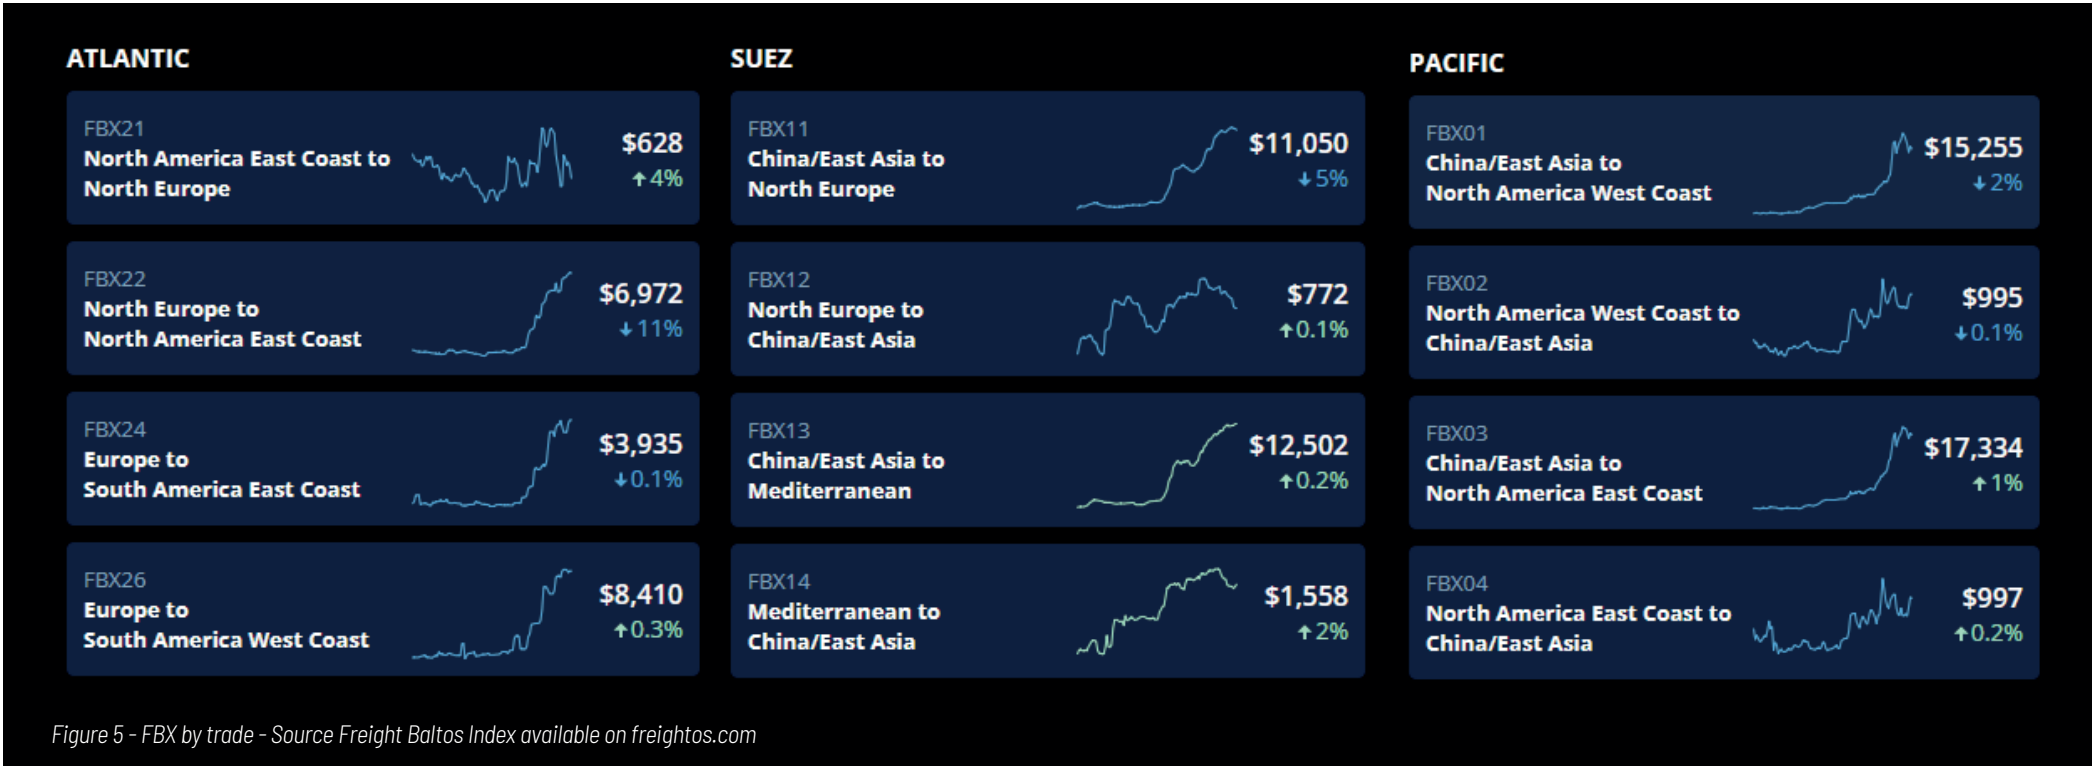 ATLANTIC
FBX21
North America East Coast to
North Europe
$628
↑4%
FBX22
North Europe to
North America East Coast
$6,972
↓11%
FBX24
Europe to
South America East Coast
$3,935
↓0.1%
FBX26
Europe to
South America West Coast
$8,410
↑0.3%
SUEZ
FBX11
China/East Asia to
North Europe
$11,050
↓5%
FBX12
North Europe to
China/East Asia
$772
↑0.1%
FBX13
China/East Asia to
Mediterranean
$12,502
↑0.2%
FBX14
Mediterranean to
China/East Asia
$1,558
↑2%
PACIFIC
FBX01
China/East Asia to
North America West Coast
$15,255
↓2%
FBX02
North America West Coast to
China/East Asia
$995
↓0.1%
FBX03
China/East Asia to
North America East Coast
$17,334
↑1%
FBX04
North America East Coast to
China/East Asia
$997
↑0.2%
Figure 5 - FBX by trade - Source Freight Baltos Index available on freightos.com